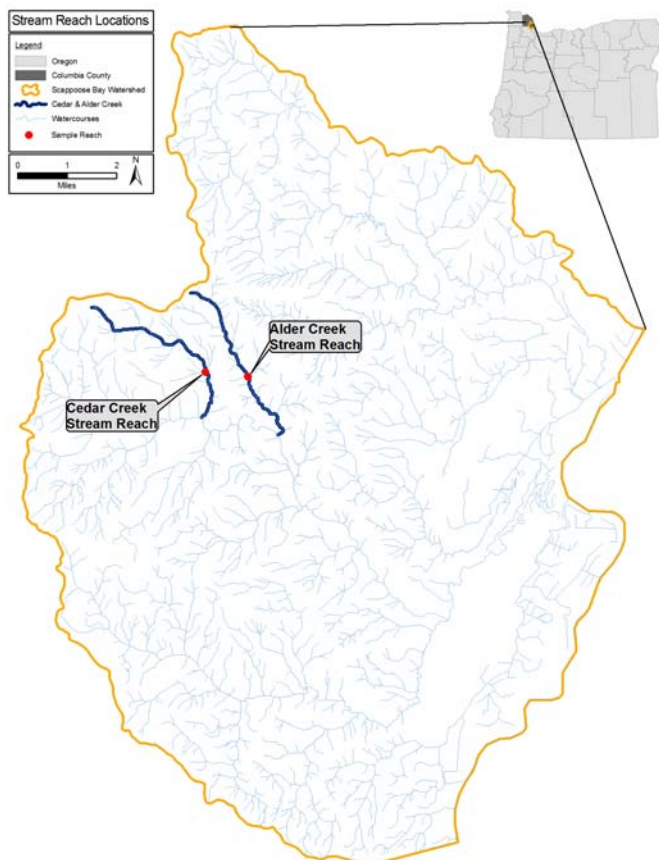 Stream Reach Locations
Legend
Oregon
Columbia County
Scappoose Bay Watershed
Cedar & Alder Creek
Watercourses
Sample Reach
0 1 2
N
Miles
Alder Creek
Stream Reach
Cedar Creek
Stream Reach